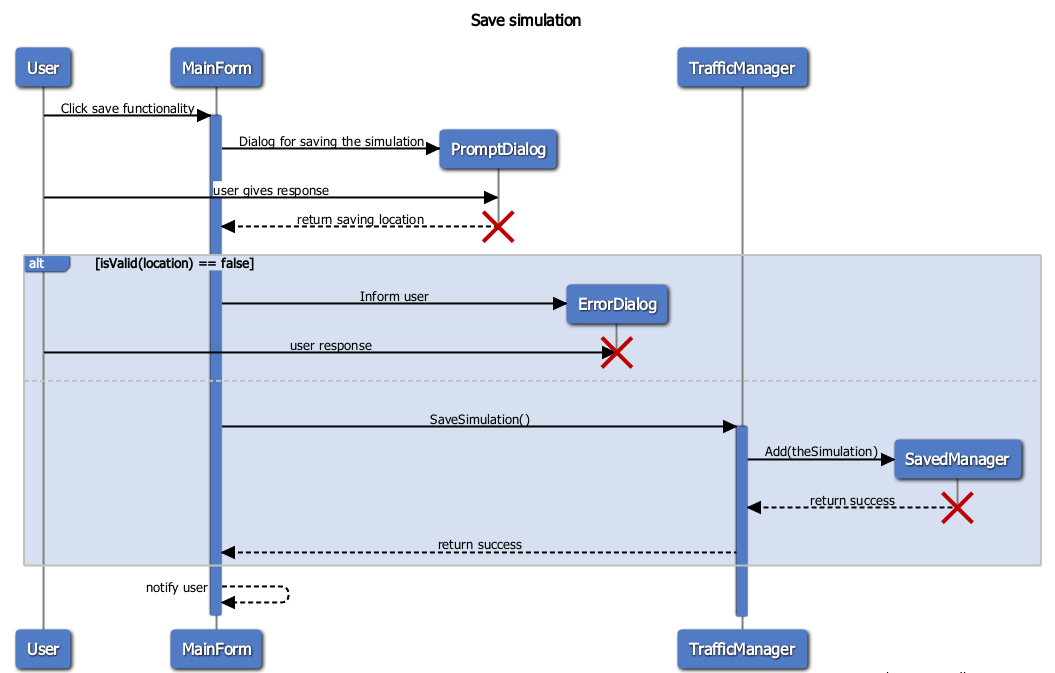 Save simulation
User
MainForm
TrafficManager
Click save functionality
Dialog for saving the simulation
PromptDialog
user gives response
return saving location
alt
[isValid(location) == false]
Inform user
ErrorDialog
user response
SaveSimulation()
Add(theSimulation)
SavedManager
return success
return success
notify user
User
MainForm
TrafficManager